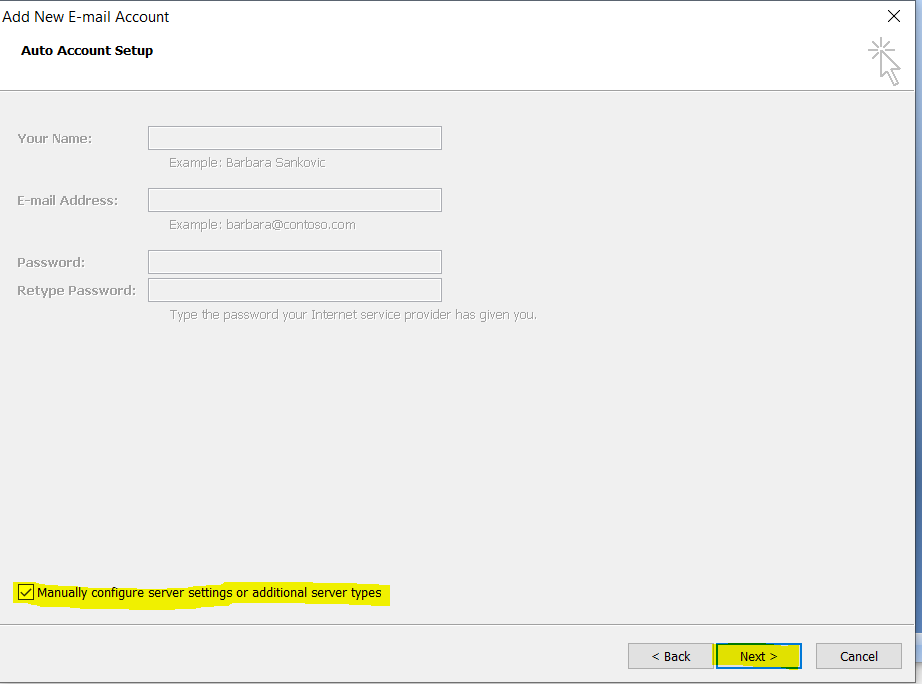 Add New E-mail Account
Auto Account Setup
Your Name:
Example: Barbara Sankovic
E-mail Address:
Example: barbara@contoso.com
Password:
Retype Password:
Type the password your Internet service provider has given you.
Manually configure server settings or additional server types
< Back Next > Cancel